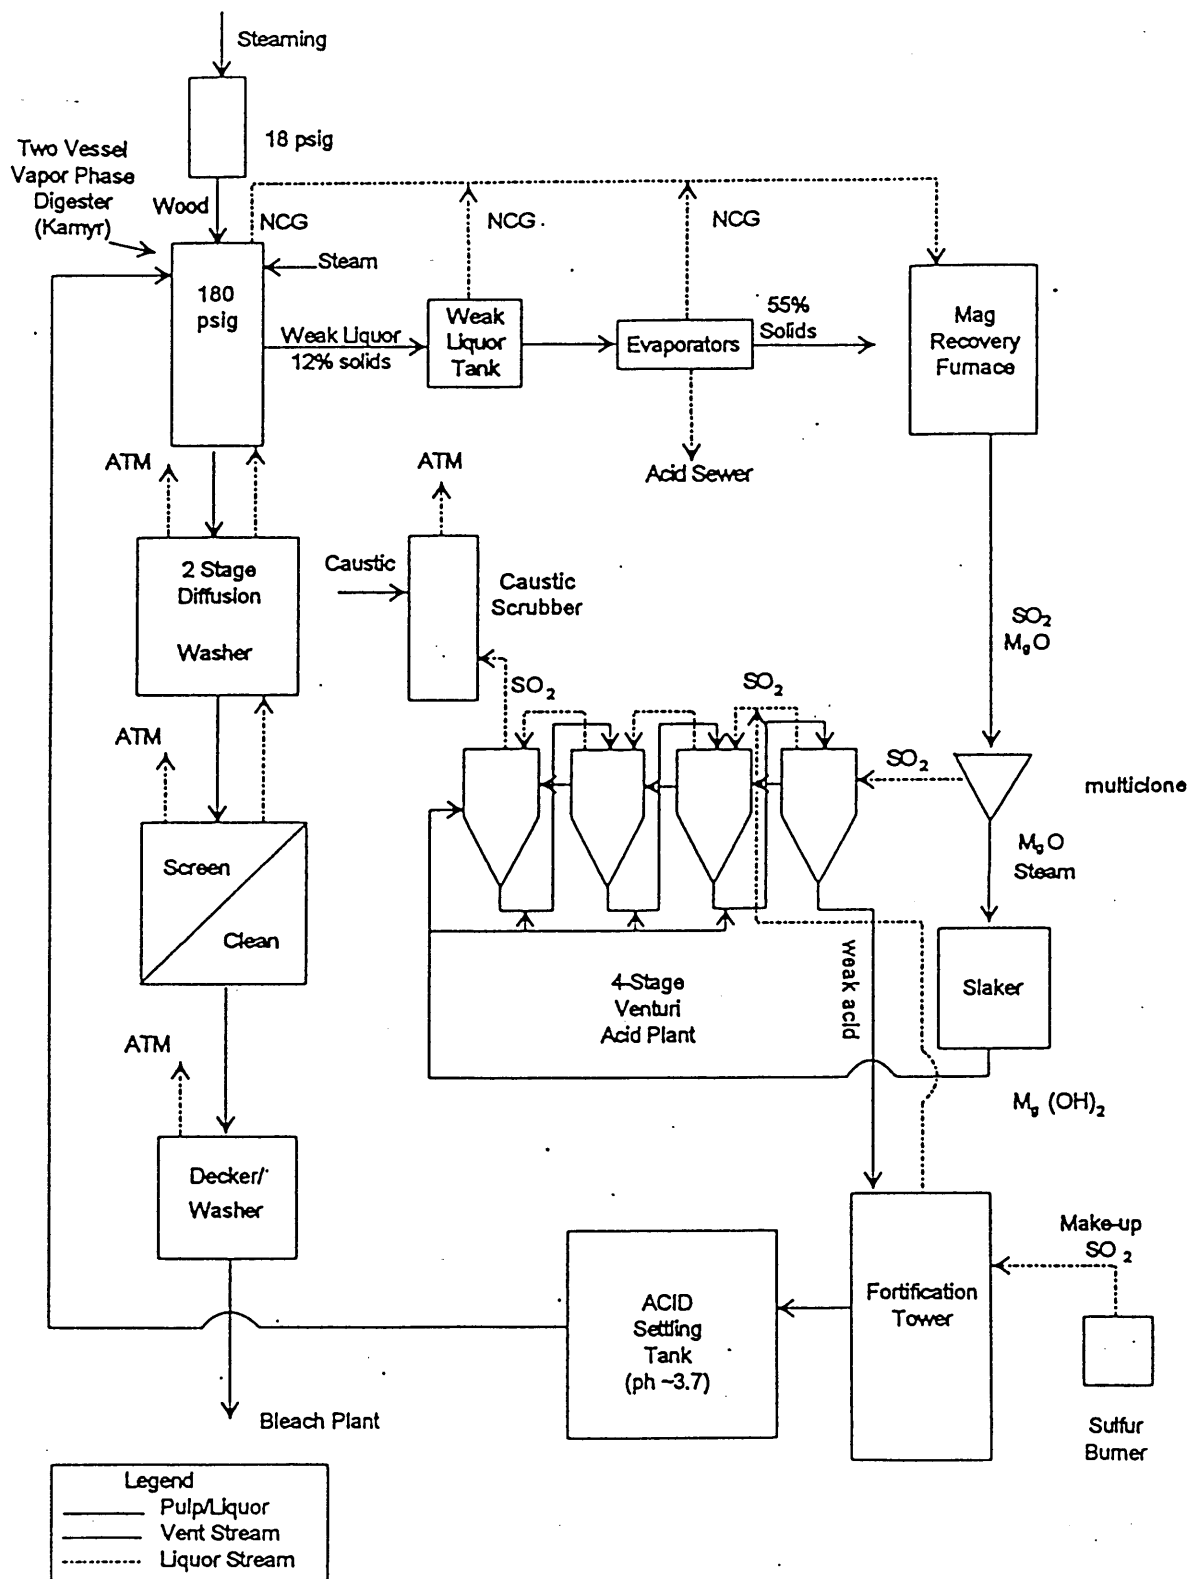 Steaming
18 psig
Two Vessel
Vapor Phase
Digester
(Kamyr)
Wood
NCG
NCG.
NCG
Steam
180
psig
Weak Liquor
12% solids
Weak
Liquor
Tank
Evaporators
55%
Solids
Mag
Recovery
Furnace
Acid Sewer
ATM
ATM
2 Stage
Diffusion
Washer
Caustic
Caustic
Scrubber
SO2
MgO
SO2
SO2
SO2
multiclone
MgO
Steam
ATM
Screen
Clean
4-Stage
Venturi
Acid Plant
weak acid
Slaker
Mg (OH)2
ATM
Decker/
Washer
Make-up
SO2
ACID
Settling
Tank
(ph ~3.7)
Fortification
Tower
Bleach Plant
Sulfur
Burner
Legend
Pulp/Liquor
Vent Stream
Liquor Stream